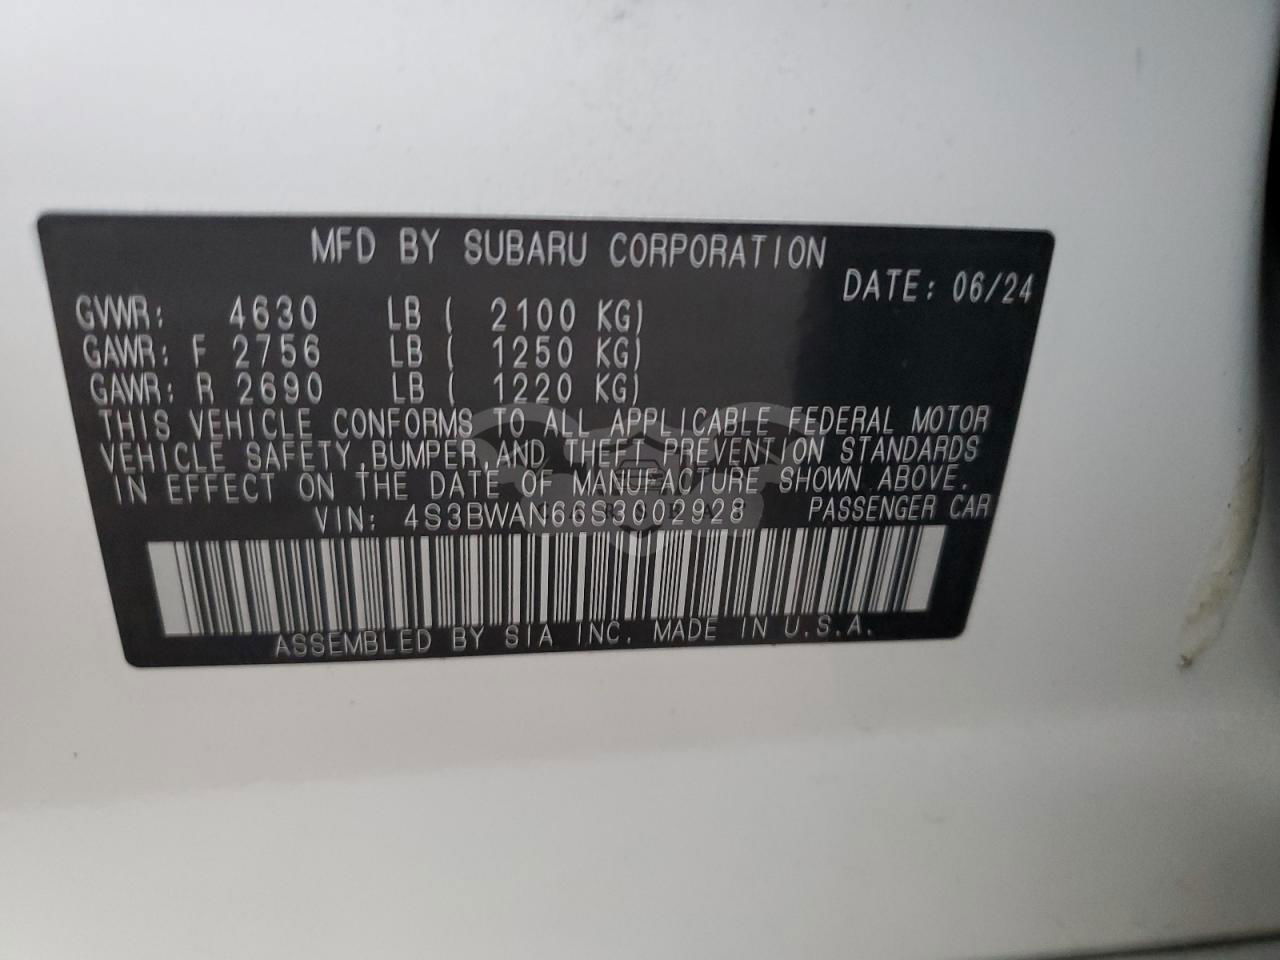 MFD BY SUBARU CORPORATION
DATE: 06/24
GVWR: 4630 LB ( 2100 KG)
GAWR: F 2756 LB ( 1250 KG)
GAWR: R 2690 LB ( 1220 KG)
THIS VEHICLE CONFORMS TO ALL APPLICABLE FEDERAL MOTOR
VEHICLE SAFETY,BUMPER,AND THEFT PREVENTION STANDARDS
IN EFFECT ON THE DATE OF MANUFACTURE SHOWN ABOVE.
VIN: 4S3BWAN66S3002928 PASSENGER CAR
ASSEMBLED BY SIA INC. MADE IN U.S.A.